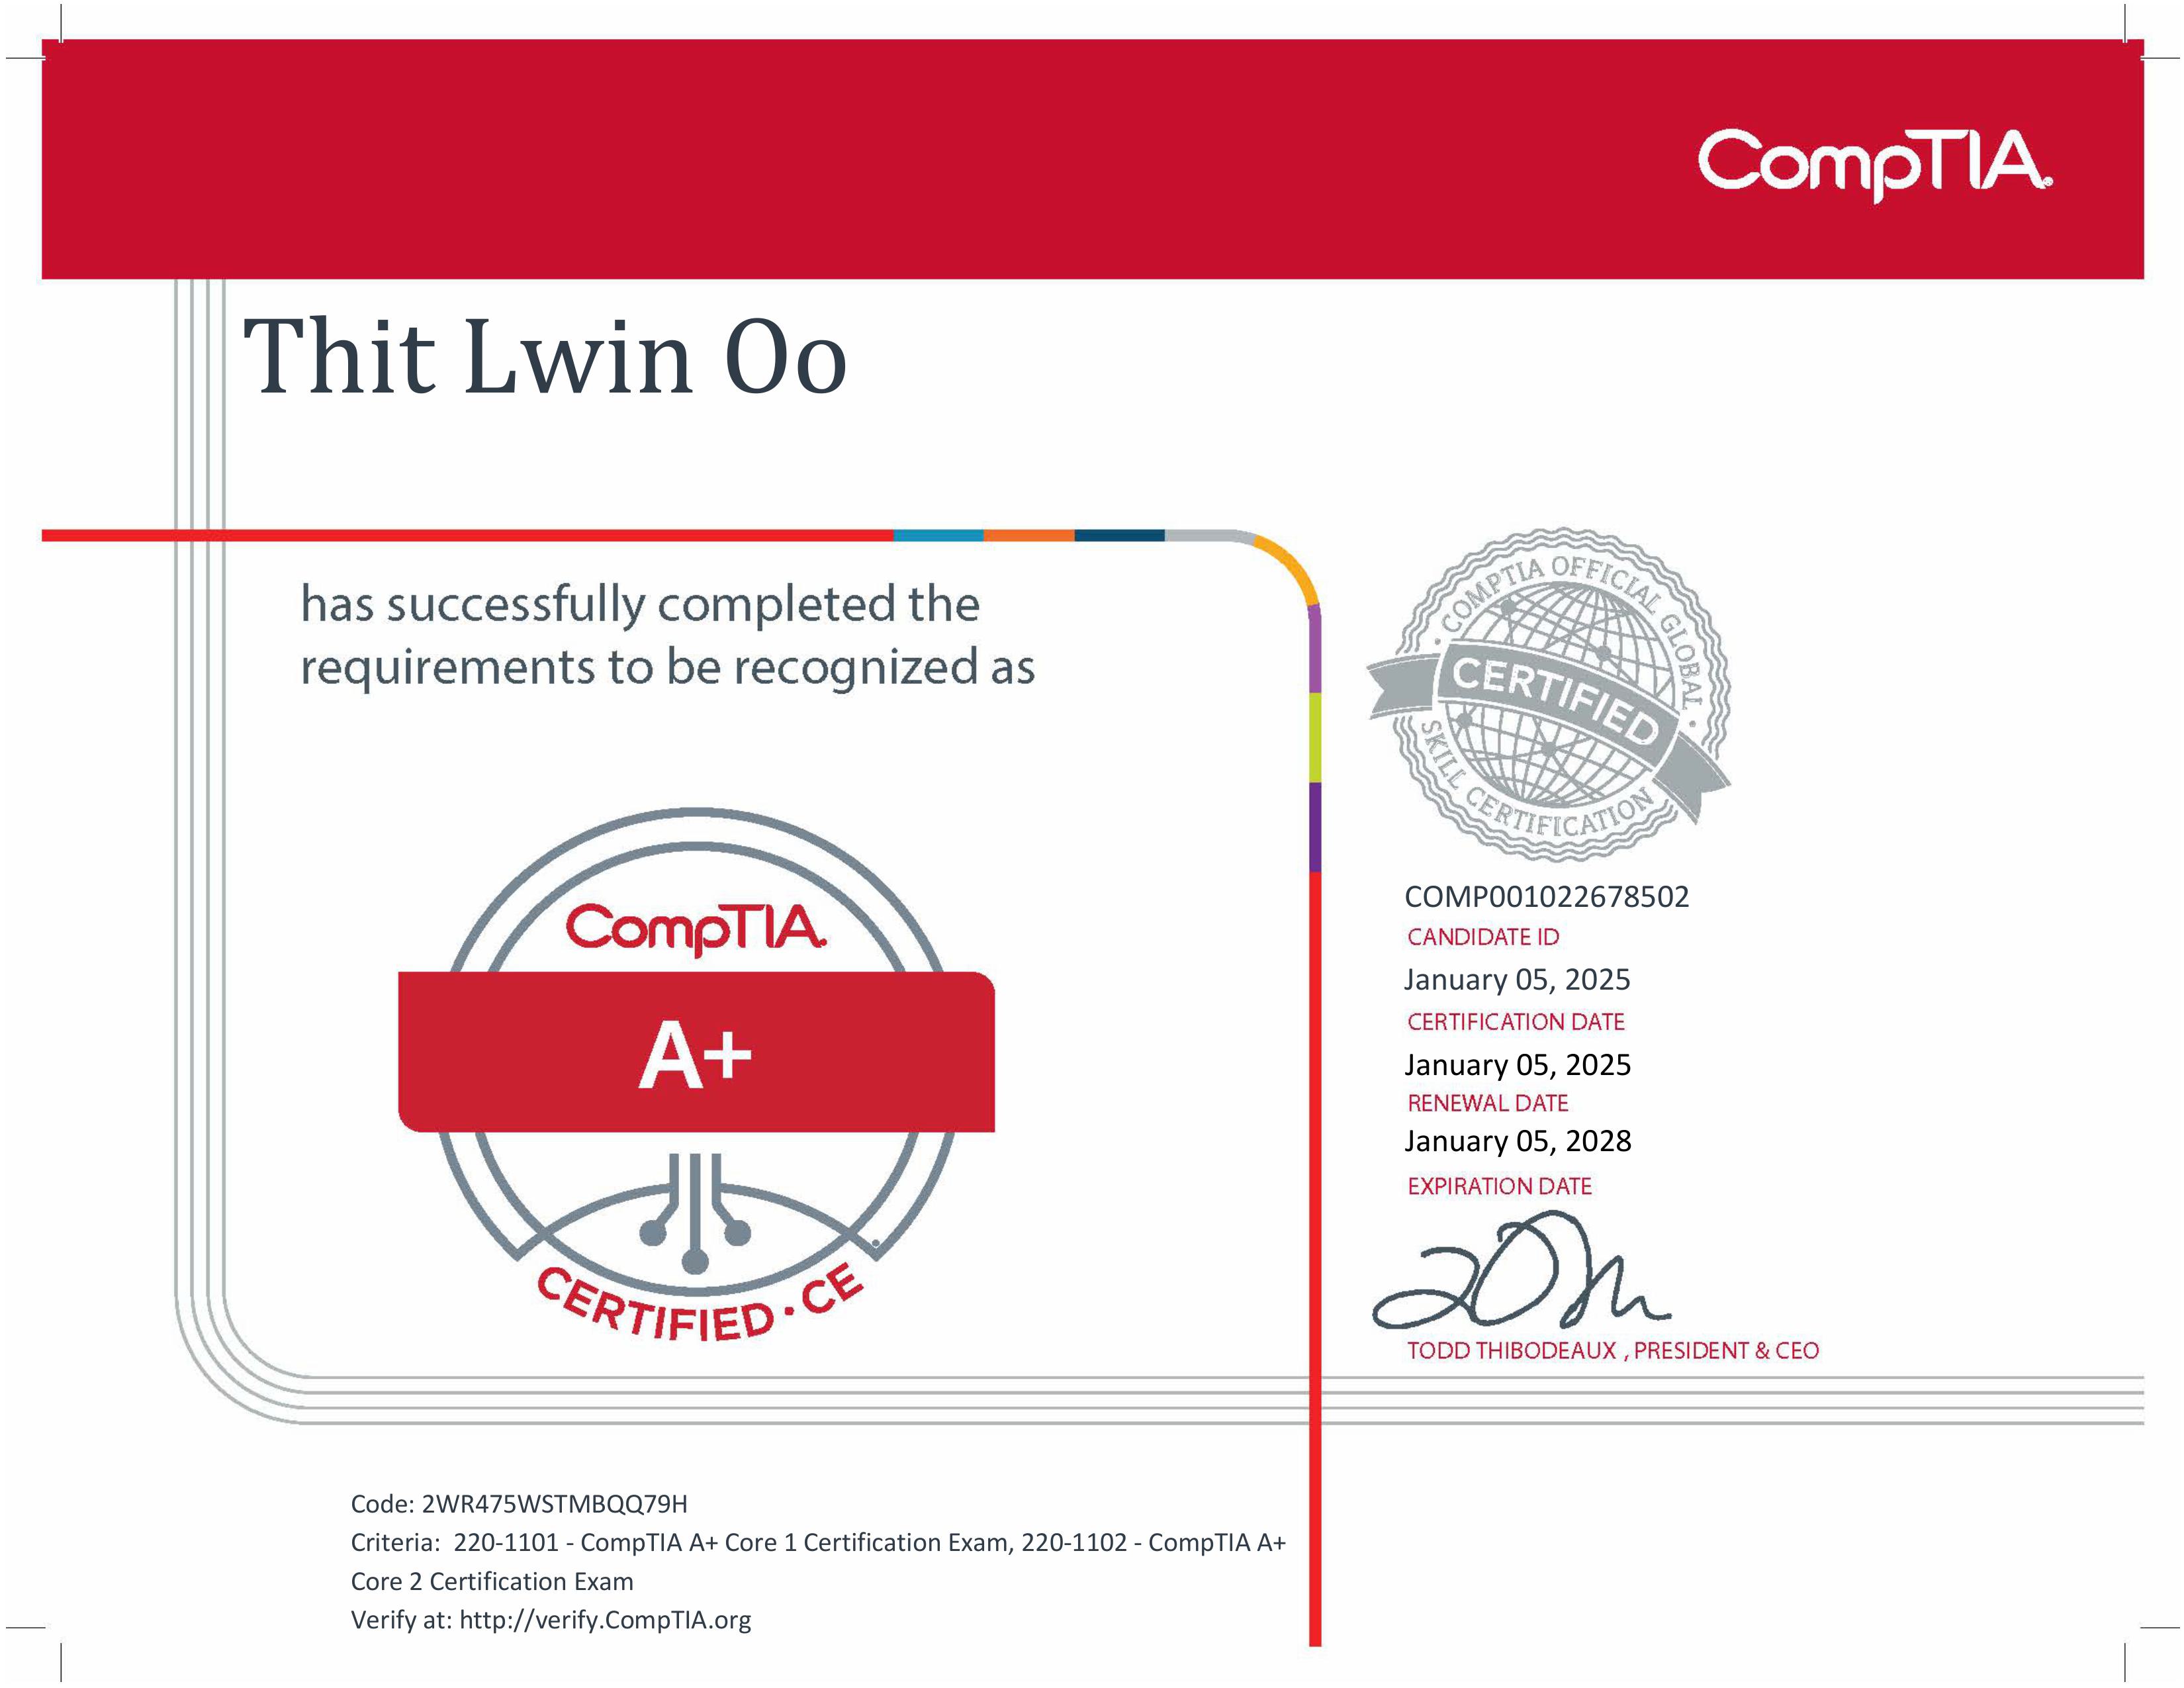 CompTIA.
Thit Lwin Oo
has successfully completed the
requirements to be recognized as
COMPTIA OFFICIAL GLOBAL
CERTIFIED
SKILL CERTIFICATION
CompTIA.
A+
CERTIFIED · CE
COMP001022678502
CANDIDATE ID
January 05, 2025
CERTIFICATION DATE
January 05, 2025
RENEWAL DATE
January 05, 2028
EXPIRATION DATE
TODD THIBODEAUX , PRESIDENT & CEO
Code: 2WR475WSTMBQQ79H
Criteria:  220-1101 - CompTIA A+ Core 1 Certification Exam, 220-1102 - CompTIA A+
Core 2 Certification Exam
Verify at: http://verify.CompTIA.org